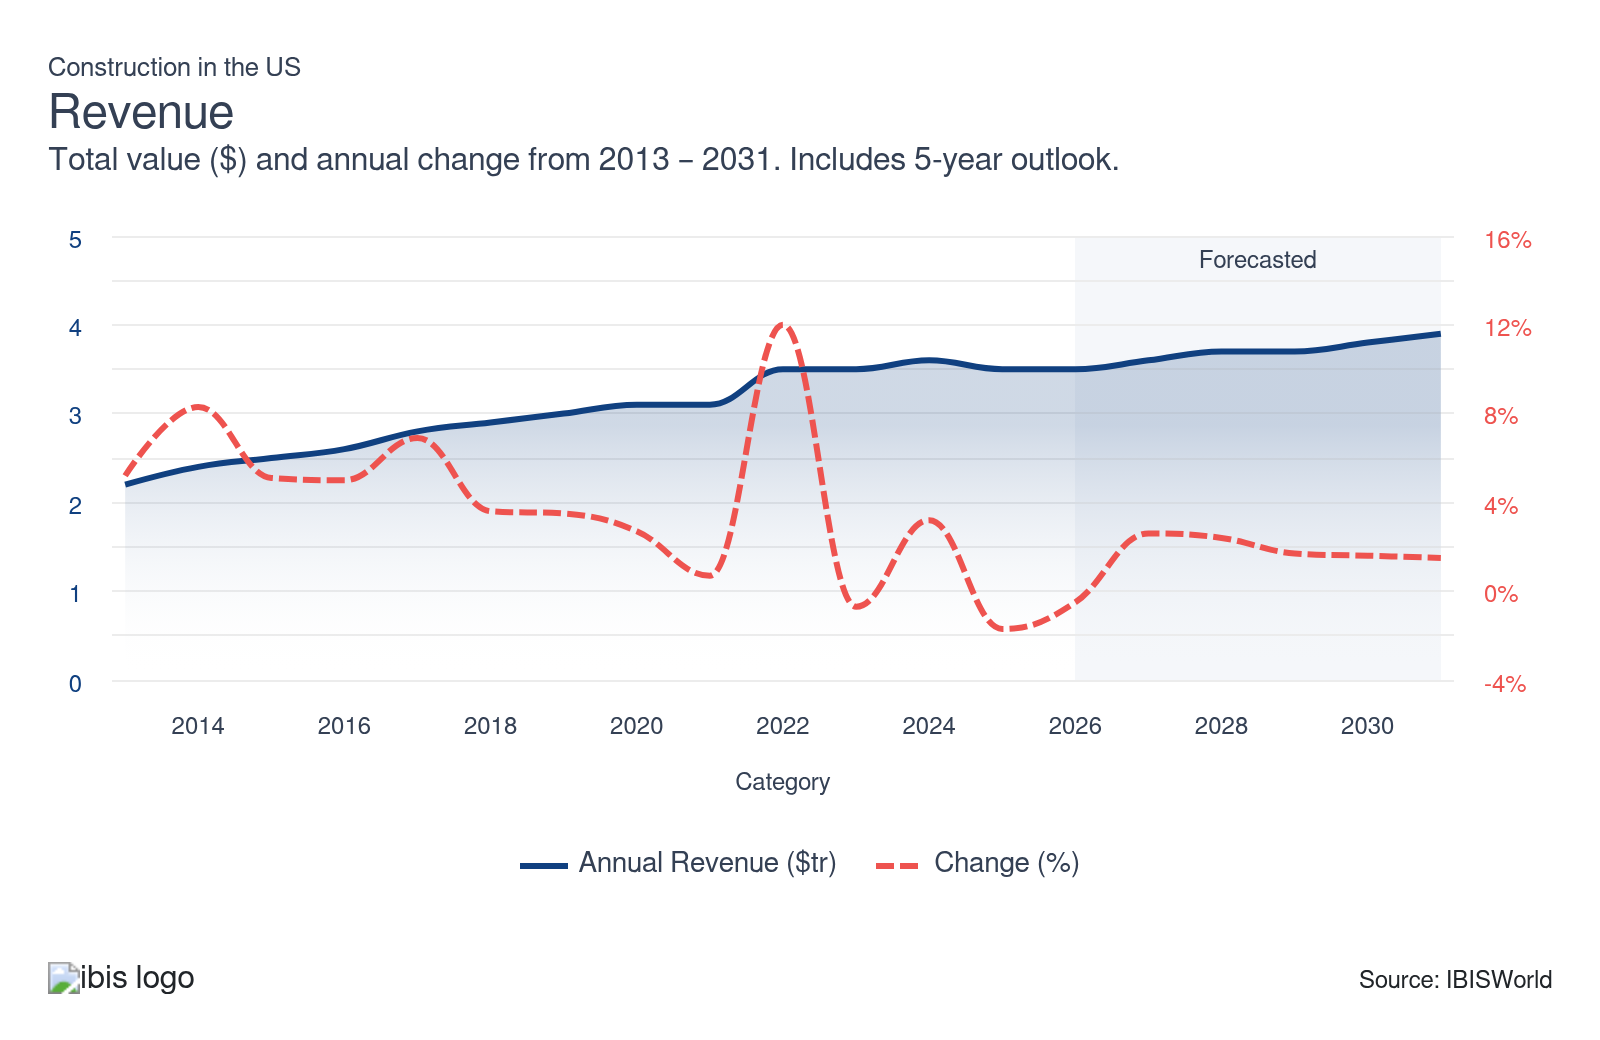 Construction in the US
Revenue
Total value ($) and annual change from 2013 – 2031. Includes 5-year outlook.
5 16%
Forecasted
4 12%
3 8%
2 4%
1 0%
0 -4%
2014 2016 2018 2020 2022 2024 2026 2028 2030
Category
Annual Revenue ($tr) Change (%)
ibis logo Source: IBISWorld